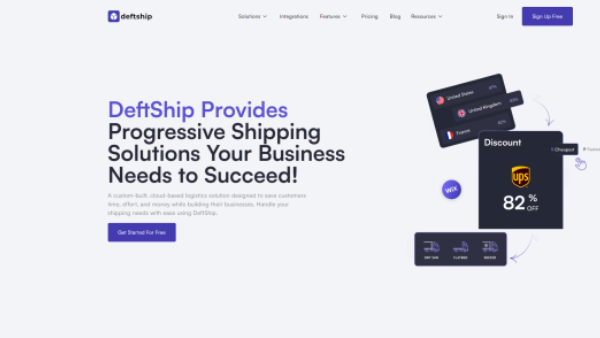 deftship
Solutions Integrations Features Pricing Blog Resources
Sign In
Sign Up Free
DeftShip Provides
Progressive Shipping
Solutions Your Business
Needs to Succeed!
A custom-built, cloud-based logistics solution designed to save customers
time, effort, and money while building their businesses. Handle your
shipping needs with ease using DeftShip.
Get Started For Free
United States
United Kingdom
France
Discount
Cheapest
ups
82%
OFF
WIX